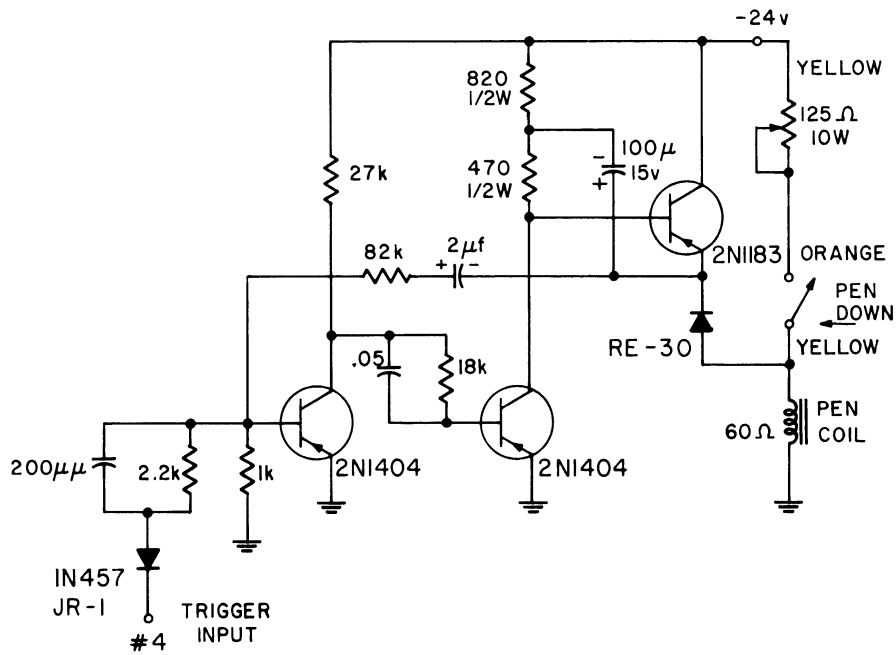 -24v
YELLOW
820
1/2W
125Ω
10W
27k
470
1/2W
100μ
15v
- +
2N1183
82k
+ 2μf -
ORANGE
PEN
DOWN
RE-30
YELLOW
.05
18k
60Ω
PEN
COIL
200μμ
2.2k
1k
2N1404
2N1404
IN457
JR-1
TRIGGER
INPUT
#4